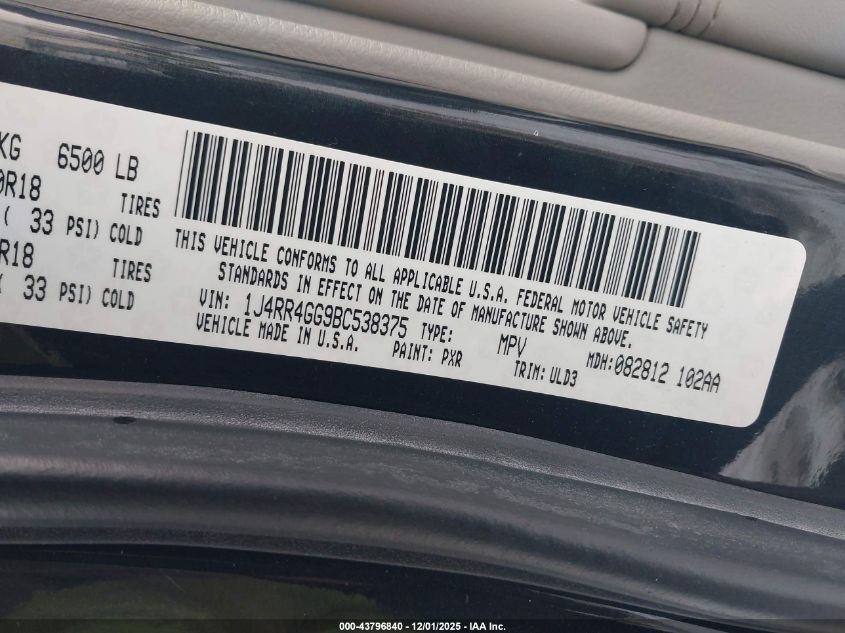 KG 6500 LB
0R18 TIRES
( 33 PSI) COLD
R18 TIRES
( 33 PSI) COLD
THIS VEHICLE CONFORMS TO ALL APPLICABLE U.S.A. FEDERAL MOTOR VEHICLE SAFETY
STANDARDS IN EFFECT ON THE DATE OF MANUFACTURE SHOWN ABOVE.
VIN: 1J4RR4GG9BC538375 TYPE: MPV MDH: 082812 102AA
VEHICLE MADE IN U.S.A. PAINT: PXR TRIM: ULD3
000-43796840 - 12/01/2025 - IAA Inc.